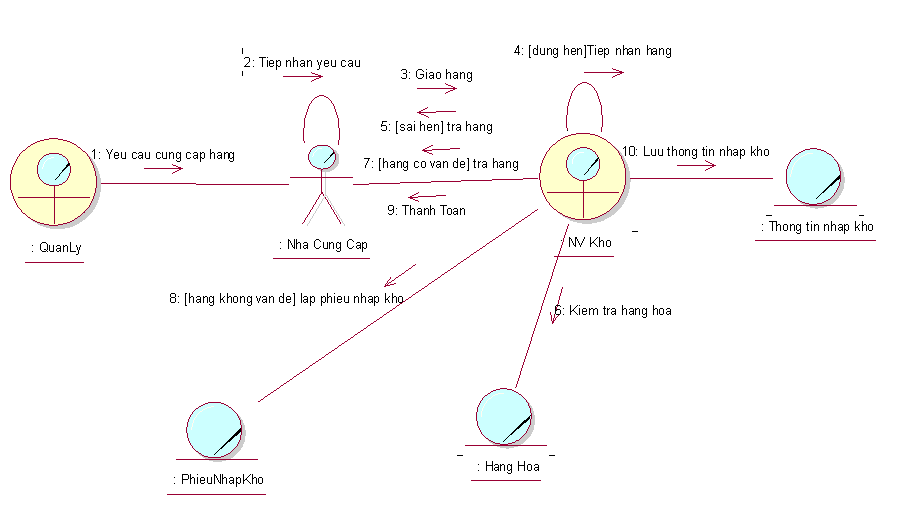 4: [dung hen]Tiep nhan hang
2: Tiep nhan yeu cau
3: Giao hang
5: [sai hen] tra hang
1: Yeu cau cung cap hang
7: [hang co van de] tra hang
10: Luu thong tin nhap kho
9: Thanh Toan
: QuanLy
: Nha Cung Cap
: NV Kho
: Thong tin nhap kho
8: [hang khong van de] lap phieu nhap kho
6: Kiem tra hang hoa
: PhieuNhapKho
: Hang Hoa